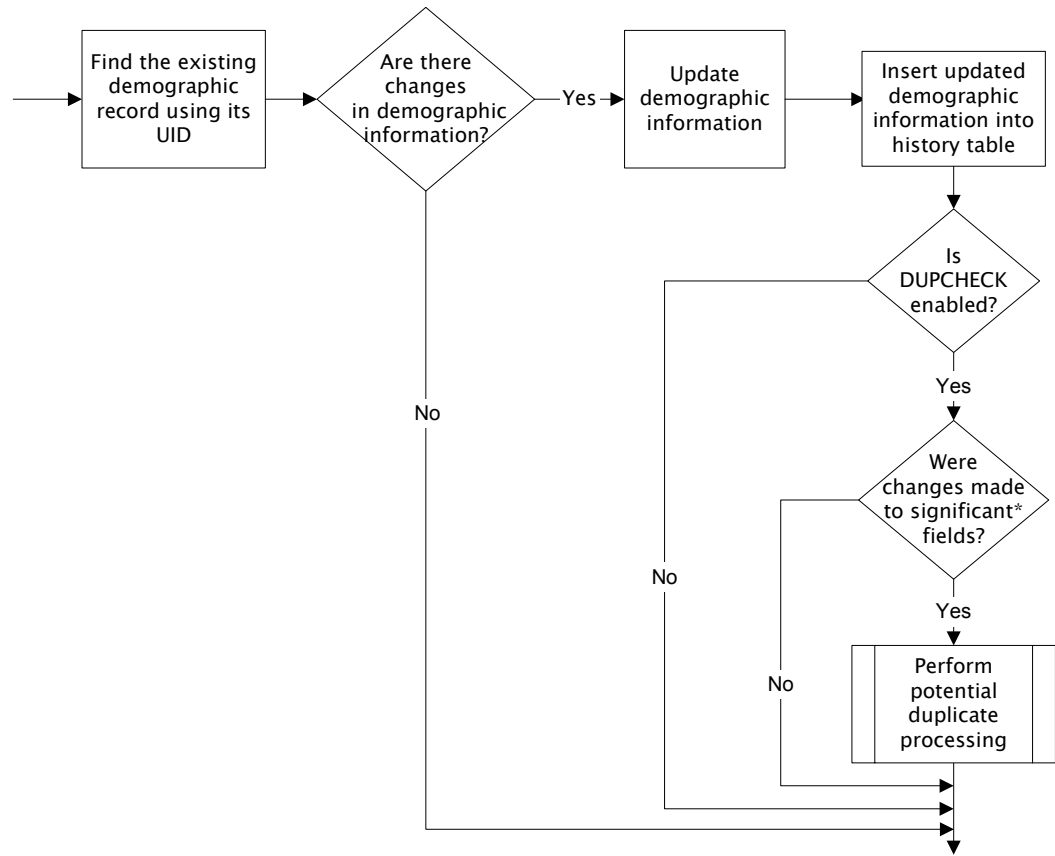 Find the existing
demographic
record using its
UID
Are there
changes
in demographic
information?
Yes
Update
demographic
information
Insert updated
demographic
information into
history table
Is
DUPCHECK
enabled?
Yes
No
Were
changes made
to significant*
fields?
No
Yes
No
Perform
potential
duplicate
processing